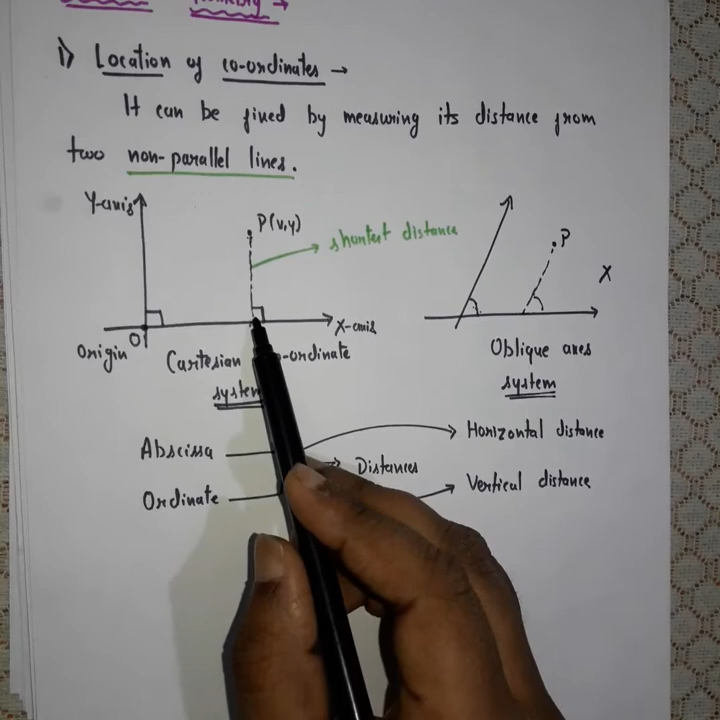 i) Location of co-ordinates →
It can be fixed by measuring its distance from
two non-parallel lines.
Y-axis
P(x,y)
shortest distance
O
X-axis
Origin
Cartesian
-ordinate
system
P
X
Oblique axes
system
Abscissa
Distances
Horizontal distance
Ordinate
Vertical distance